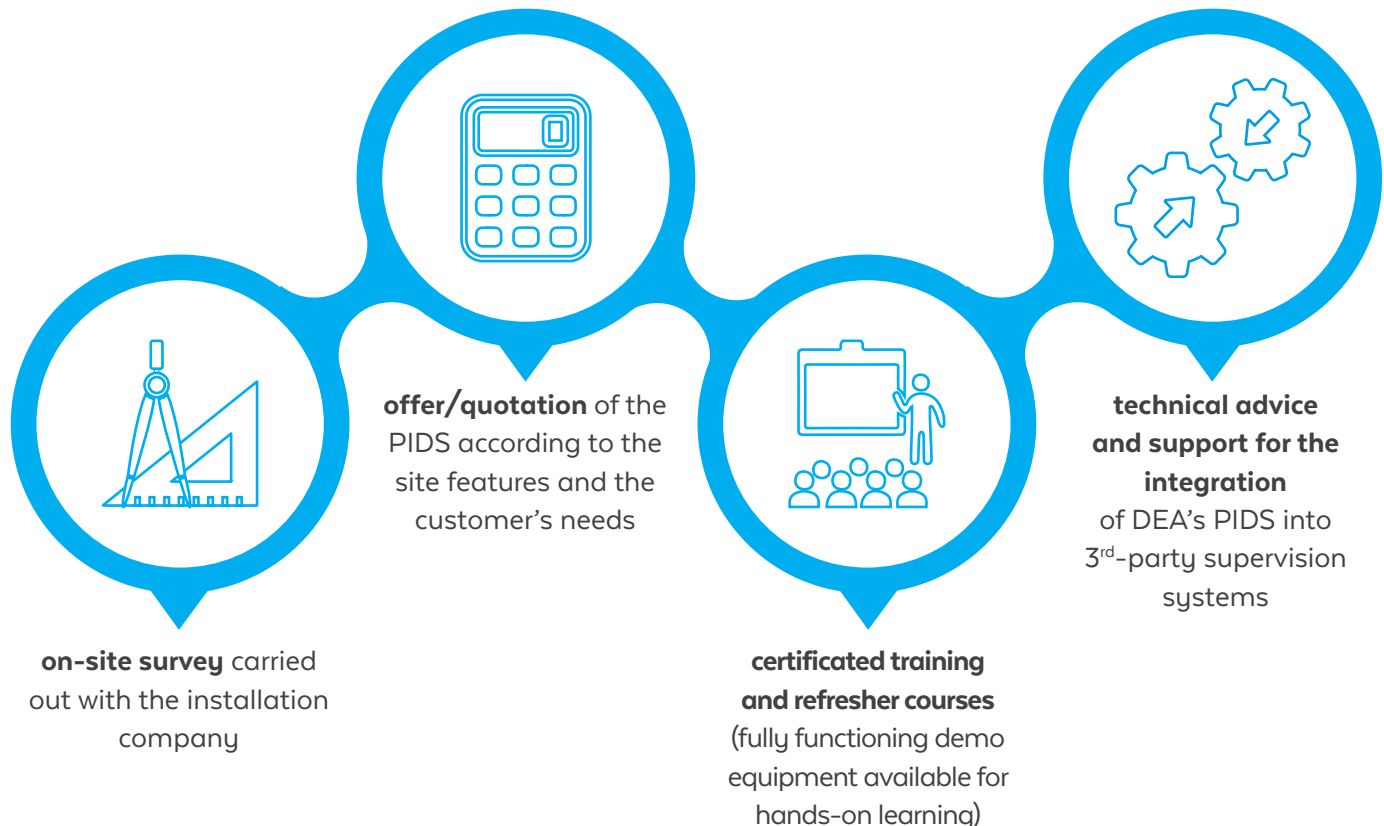 on-site survey carried
out with the installation
company
offer/quotation of the
PIDS according to the
site features and the
customer’s needs
certificated training
and refresher courses
(fully functioning demo
equipment available for
hands-on learning)
technical advice
and support for the
integration
of DEA’s PIDS into
3rd-party supervision
systems